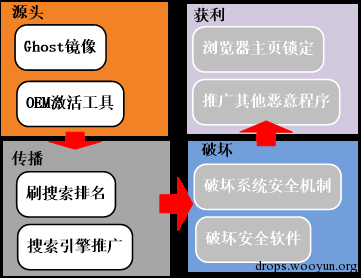 源头
Ghost镜像
OEM激活工具
传播
刷搜索排名
搜索引擎推广
破坏
破坏系统安全机制
破坏安全软件
获利
浏览器主页锁定
推广其他恶意程序
drops.wooyun.org